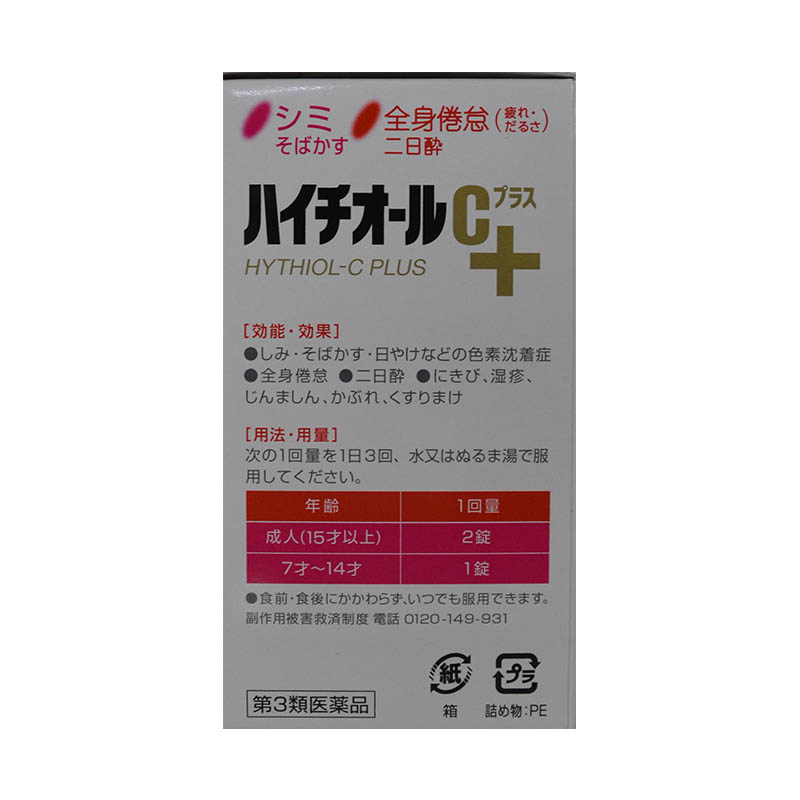 シミ
そばかす
全身倦怠(疲れ・だるさ)
二日酔
ハイチオールCプラス
+
HYTHIOL-C PLUS
[効能・効果]
●しみ・そばかす・日やけなどの色素沈着症
●全身倦怠 ●二日酔 ●にきび、湿疹、
じんましん、かぶれ、くすりまけ
[用法・用量]
次の1回量を1日3回、水又はぬるま湯で服
用してください。
年齢 1回量
成人(15才以上) 2錠
7才〜14才 1錠
●食前・食後にかかわらず、いつでも服用できます。
副作用被害救済制度 電話 0120-149-931
第3類医薬品
紙
箱
プラ
詰め物:PE